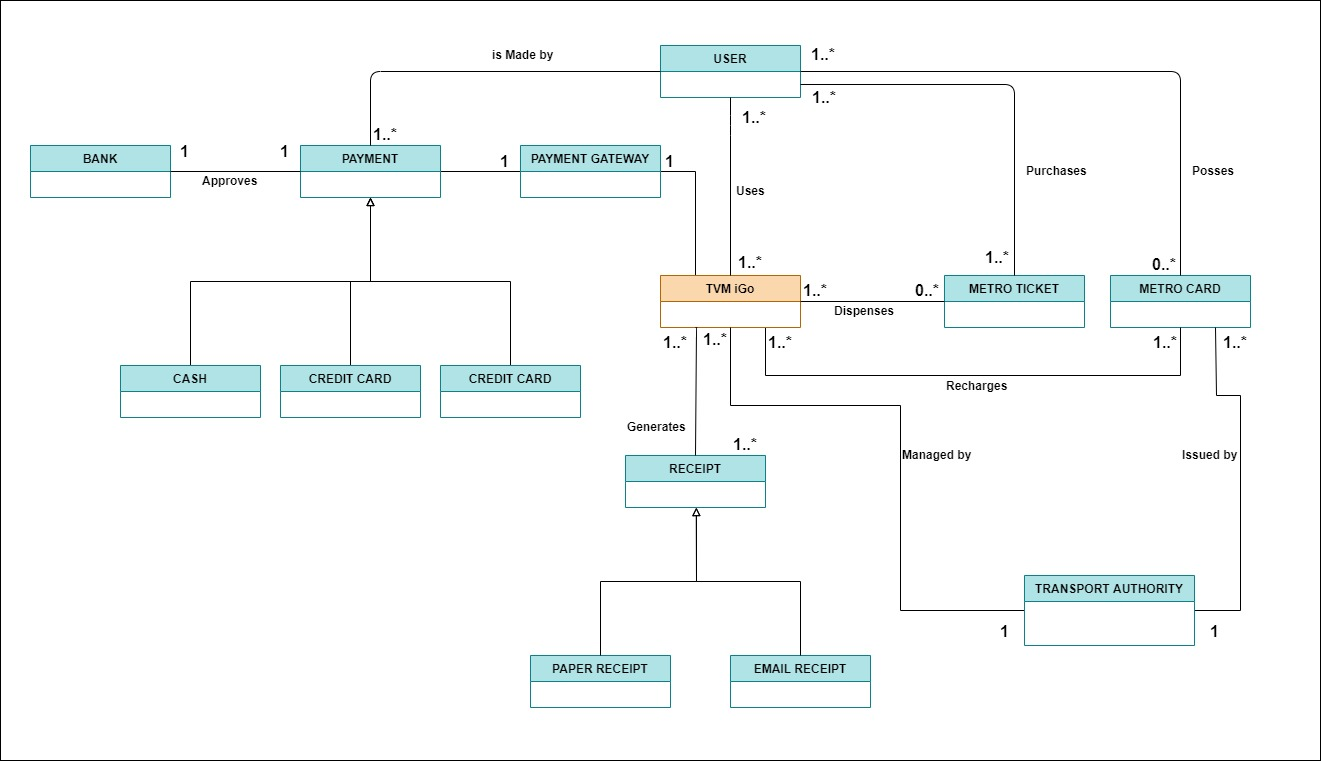 is Made by
USER
1..*
1..*
1..*
1..*
BANK
1
1
PAYMENT
1
PAYMENT GATEWAY
1
Approves
Uses
Purchases
Posses
1..*
1..*
0..*
TVM iGo
1..*
0..*
METRO TICKET
METRO CARD
Dispenses
1..*
1..*
1..*
1..*
1..*
CASH
CREDIT CARD
CREDIT CARD
Recharges
Generates
1..*
Managed by
Issued by
RECEIPT
TRANSPORT AUTHORITY
1
1
PAPER RECEIPT
EMAIL RECEIPT